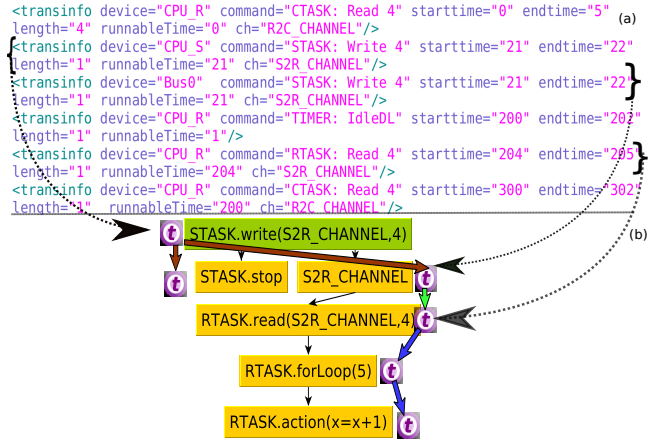 <transinfo device="CPU_R" command="CTASK: Read 4" starttime="0" endtime="5"
length="4" runnableTime="0" ch="R2C_CHANNEL"/>
(a)
<transinfo device="CPU_S" command="STASK: Write 4" starttime="21" endtime="22"
length="1" runnableTime="21" ch="S2R_CHANNEL"/>
<transinfo device="Bus0" command="STASK: Write 4" starttime="21" endtime="22"
length="1" runnableTime="21" ch="S2R_CHANNEL"/>
<transinfo device="CPU_R" command="TIMER: IdleDL" starttime="200" endtime="202"
length="1" runnableTime="1"/>
<transinfo device="CPU_R" command="RTASK: Read 4" starttime="204" endtime="205"
length="1" runnableTime="204" ch="S2R_CHANNEL"/>
<transinfo device="CPU_R" command="CTASK: Read 4" starttime="300" endtime="302"
length="1" runnableTime="200" ch="R2C_CHANNEL"/>
(b)
t STASK.write(S2R_CHANNEL,4)
t STASK.stop S2R_CHANNEL t
RTASK.read(S2R_CHANNEL,4) t
RTASK.forLoop(5) t
RTASK.action(x=x+1) t